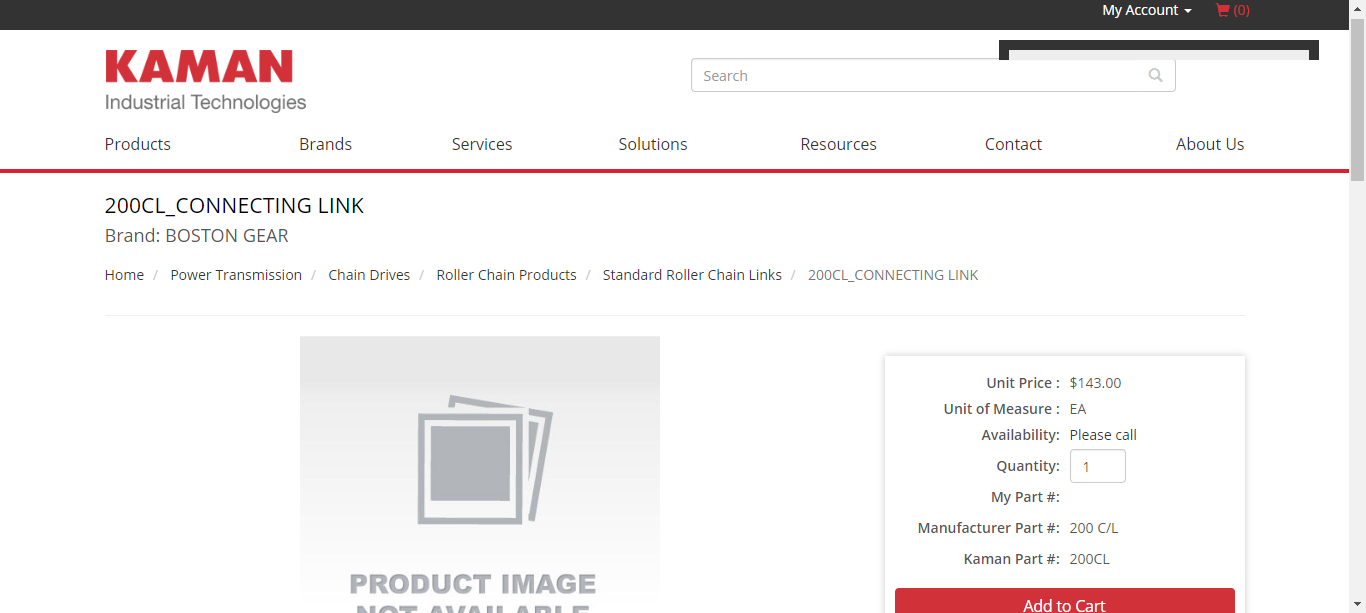 My Account (0)
KAMAN
Industrial Technologies
Search
Products Brands Services Solutions Resources Contact About Us
200CL_CONNECTING LINK
Brand: BOSTON GEAR
Home / Power Transmission / Chain Drives / Roller Chain Products / Standard Roller Chain Links / 200CL_CONNECTING LINK
PRODUCT IMAGE
NOT AVAILABLE
Unit Price : $143.00
Unit of Measure : EA
Availability: Please call
Quantity: 1
My Part #:
Manufacturer Part #: 200 C/L
Kaman Part #: 200CL
Add to Cart